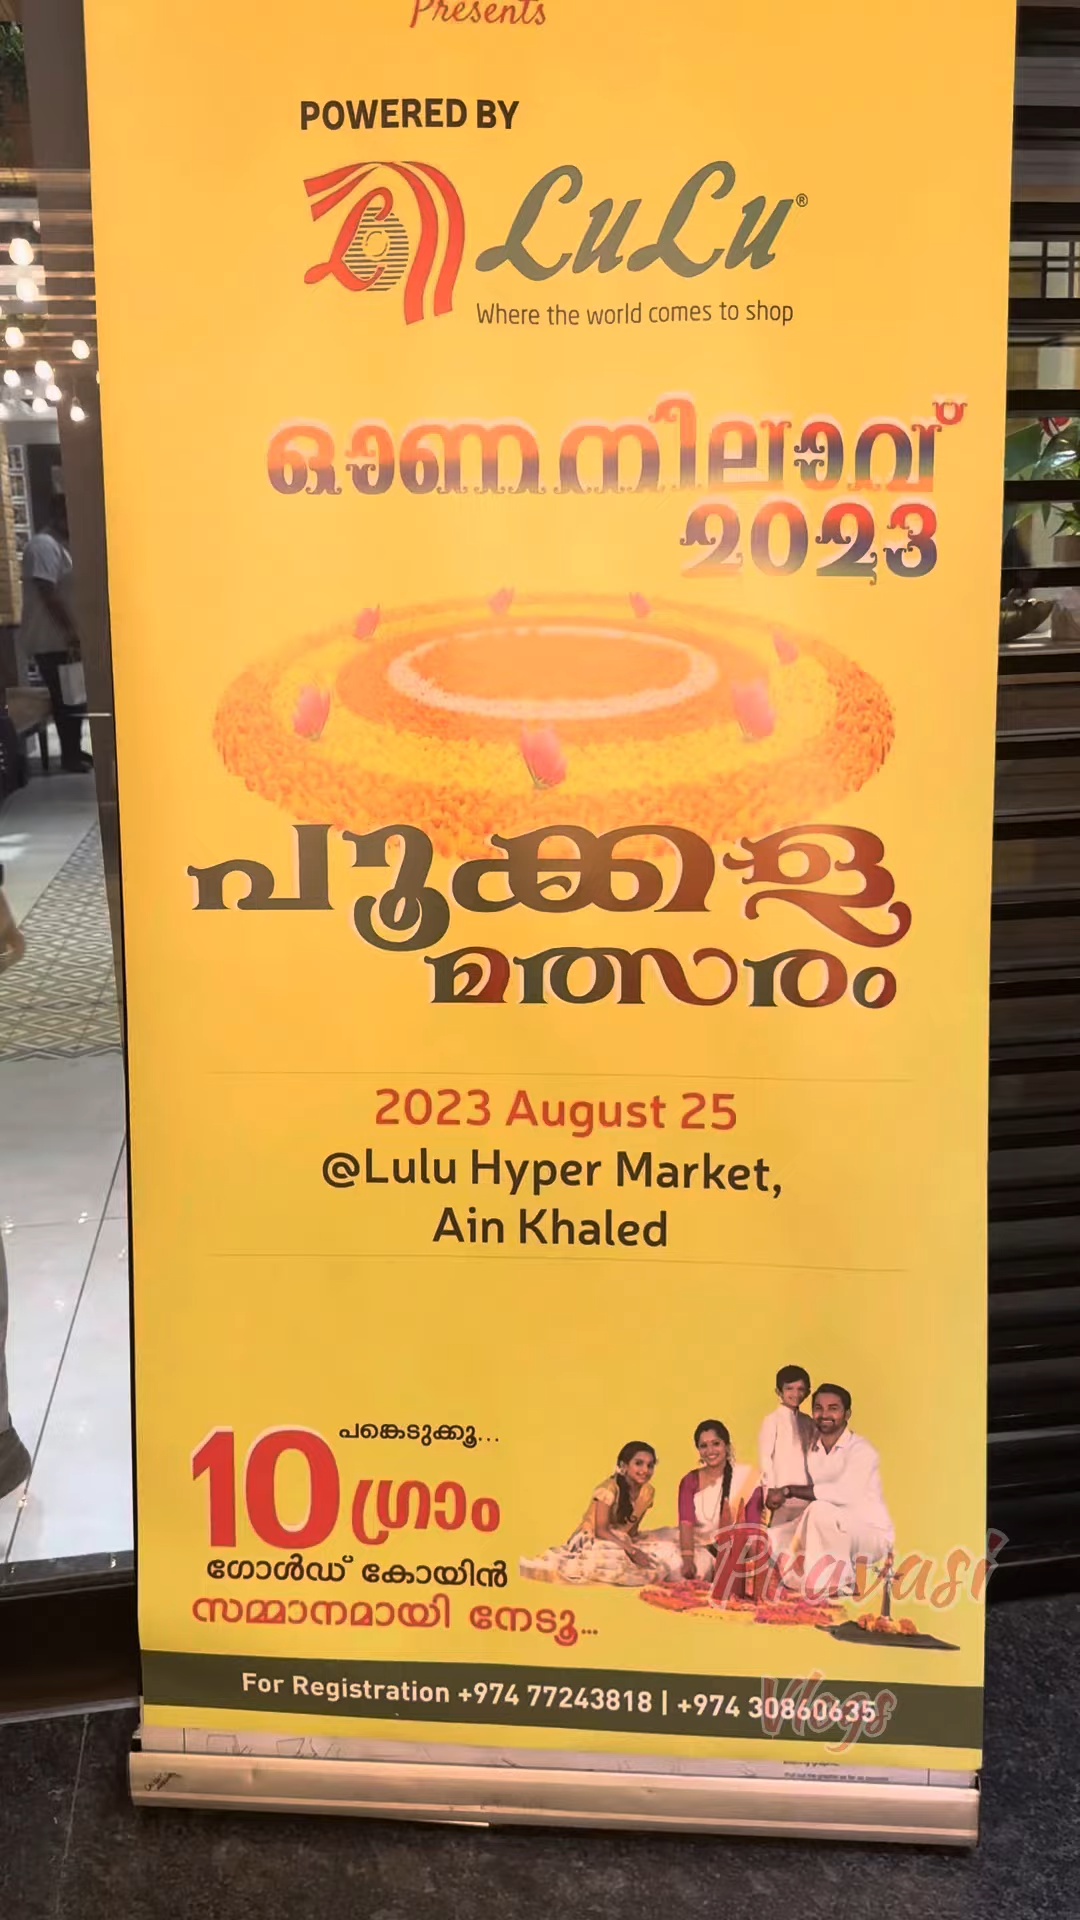 Presents
POWERED BY
LuLu®
Where the world comes to shop
ഓണനിലാവ്
2023
പൂക്കള
മത്സരം
2023 August 25
@Lulu Hyper Market,
Ain Khaled
പങ്കെടുക്കൂ...
10 ഗ്രാം
ഗോൾഡ് കോയിൻ
സമ്മാനമായി നേടൂ...
For Registration +974 77243818 | +974 30860635
Pravasi
Vlogs